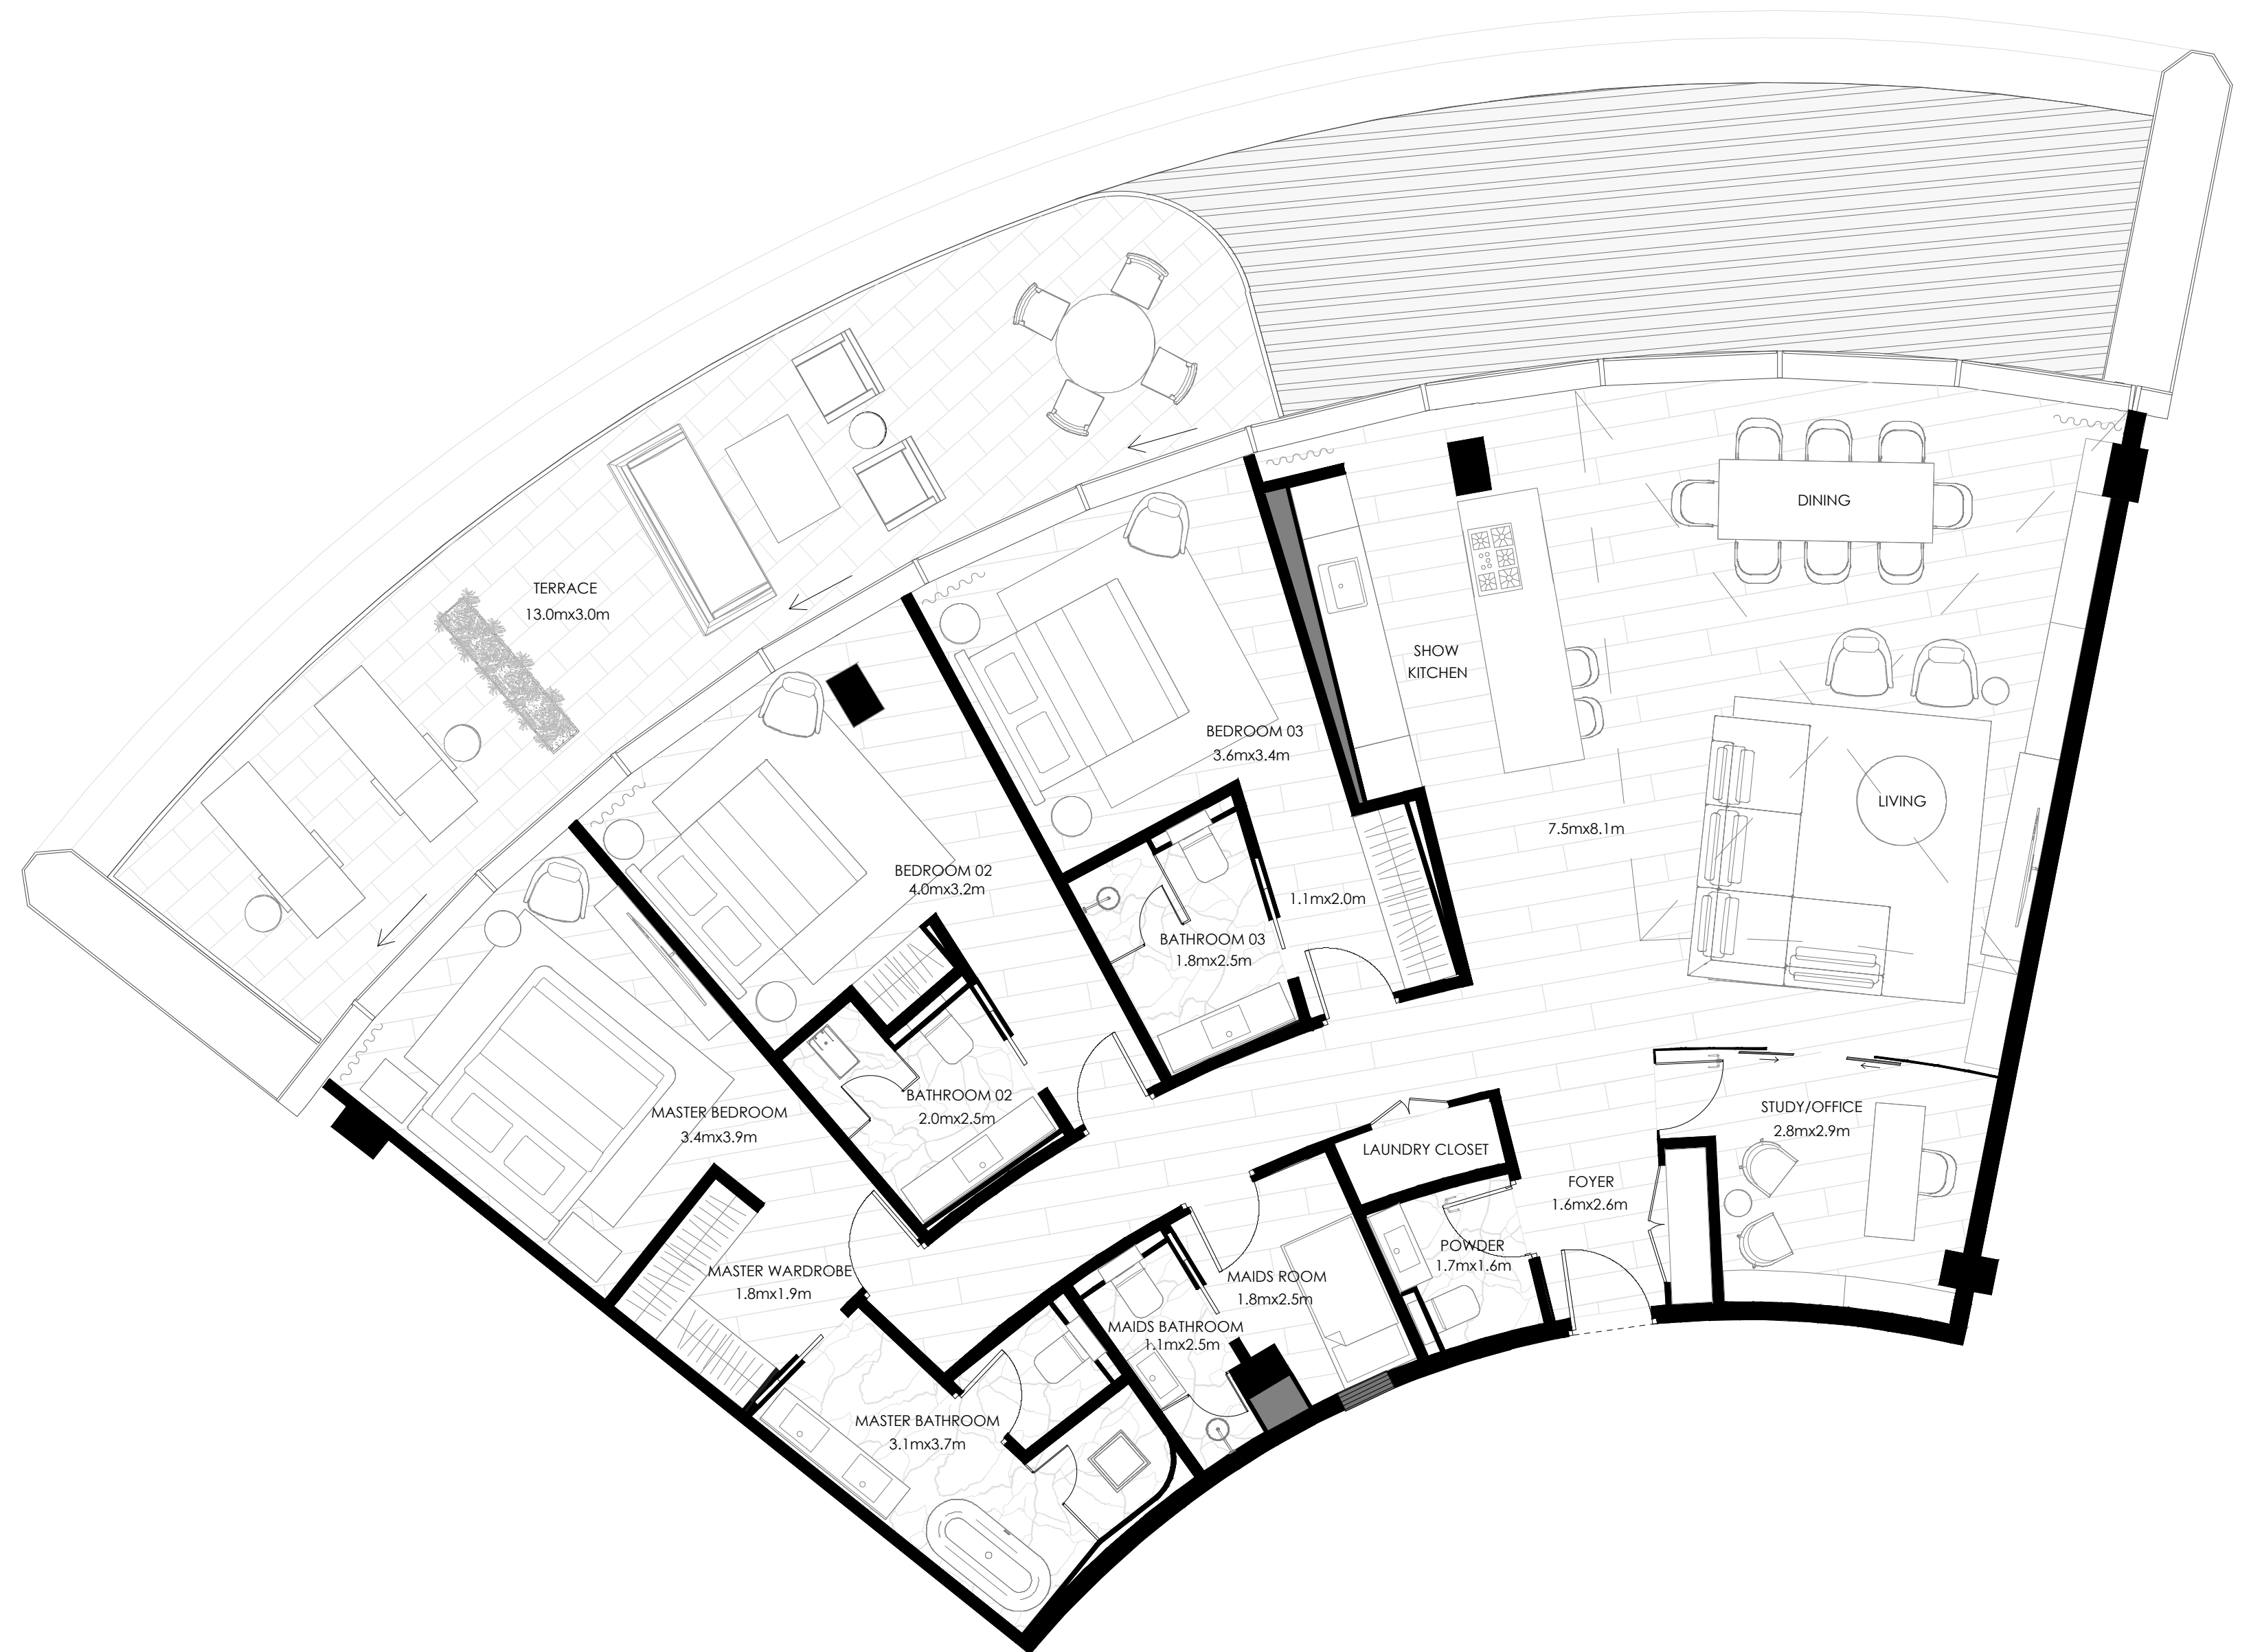 DINING
TERRACE
13.0mx3.0m
SHOW
KITCHEN
BEDROOM 03
3.6mx3.4m
LIVING
7.5mx8.1m
BEDROOM 02
4.0mx3.2m
1.1mx2.0m
BATHROOM 03
1.8mx2.5m
BATHROOM 02
2.0mx2.5m
MASTER BEDROOM
3.4mx3.9m
STUDY/OFFICE
2.8mx2.9m
LAUNDRY CLOSET
FOYER
1.6mx2.6m
POWDER
1.7mx1.6m
MASTER WARDROBE
1.8mx1.9m
MAIDS ROOM
1.8mx2.5m
MAIDS BATHROOM
1.1mx2.5m
MASTER BATHROOM
3.1mx3.7m